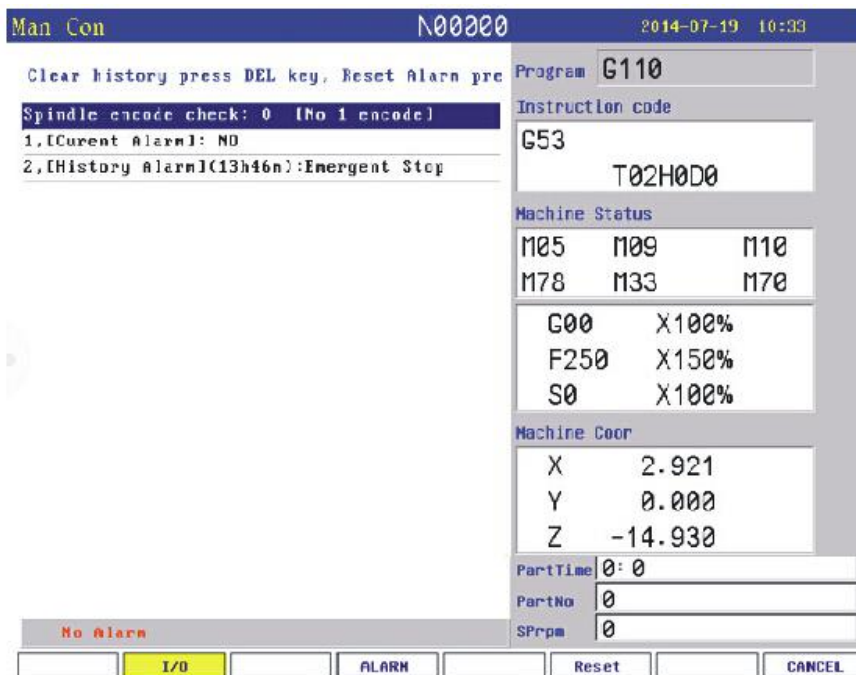 Man Con N00000 2014-07-19 10:33
Clear history press DEL key, Reset Alarm pre
Spindle encode check: 0 [No 1 encode]
1,[Curent Alarm]: NO
2,[History Alarm](13h46m):Emergent Stop
No Alarm
Program G110
Instruction code
G53
T02H0D0
Machine Status
M05 M09 M10
M78 M33 M70
G00 X100%
F250 X150%
S0 X100%
Machine Coor
X 2.921
Y 0.000
Z -14.930
PartTime 0: 0
PartNo 0
SPrpm 0
I/O ALARM Reset CANCEL